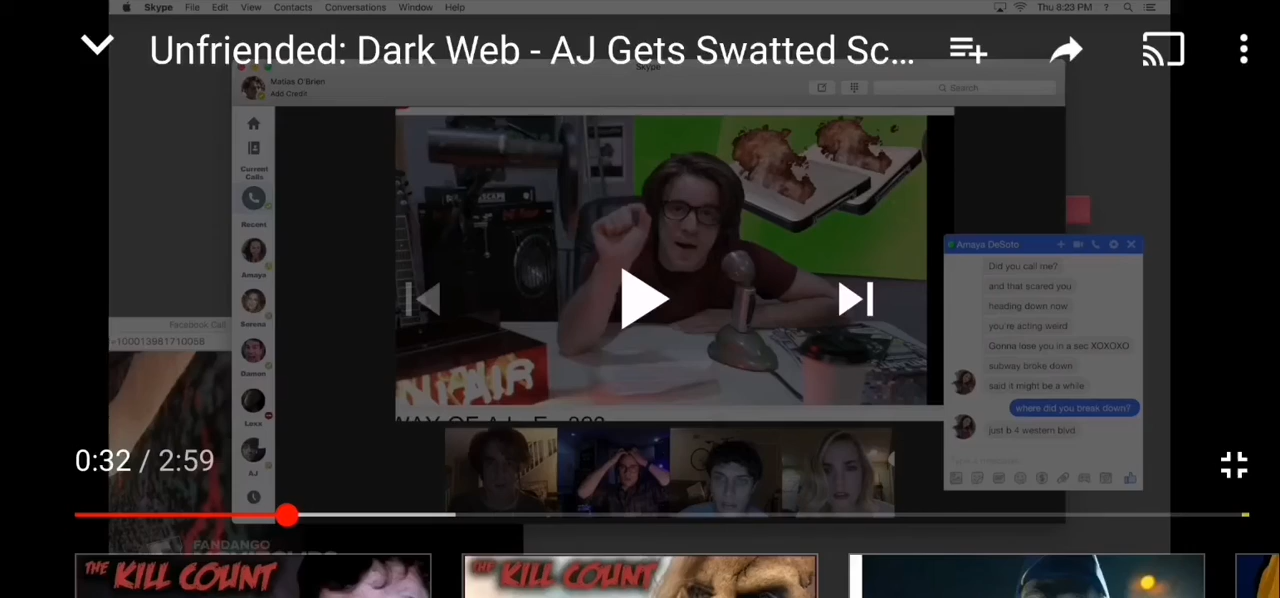 Skype File Edit View Contacts Conversations Window Help Thu 8:23 PM ?
Unfriended: Dark Web - AJ Gets Swatted Sc...
Skype
Matias O'Brien
Add Credit
Search
Current
Calls
Recent
Amaya
Serena
Damon
Lexx
AJ
Facebook Call
=100013981710058
ON AIR
Amaya DeSoto
Did you call me?
and that scared you
heading down now
you're acting weird
Gonna lose you in a sec XOXOXO
subway broke down
said it might be a while
where did you break down?
just b 4 western blvd
0:32 / 2:59
FANDANGO
THE KILL COUNT
THE KILL COUNT